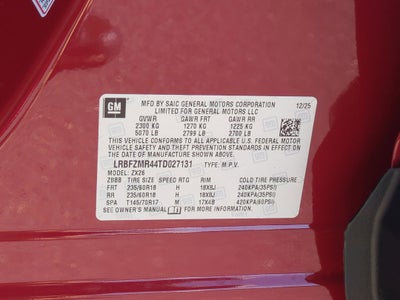 GM
MFD BY SAIC GENERAL MOTORS CORPORATION
LIMITED FOR GENERAL MOTORS LLC
12/25
GVWR GAWR FRT GAWR RR
2300 KG 1270 KG 1225 KG
5070 LB 2799 LB 2700 LB
THIS VEHICLE CONFORMS TO ALL APPLICABLE U.S.
FEDERAL MOTOR VEHICLE SAFETY, BUMPER, AND
THEFT PREVENTION STANDARDS IN EFFECT ON THE
DATE OF MANUFACTURE SHOWN ABOVE.
LRBFZMR44TD027131 TYPE: M.P.V.
MODEL: ZX26
ZBBB TIRE SIZE SPEED RTG RIM COLD TIRE PRESSURE
FRT 235/60R18 H 18X8J 240KPA(35PSI)
RR 235/60R18 H 18X8J 240KPA(35PSI)
SPA T145/70R17 M 17X4B 420KPA(60PSI)
SEE OWNER'S MANUAL FOR MORE INFORMATION.